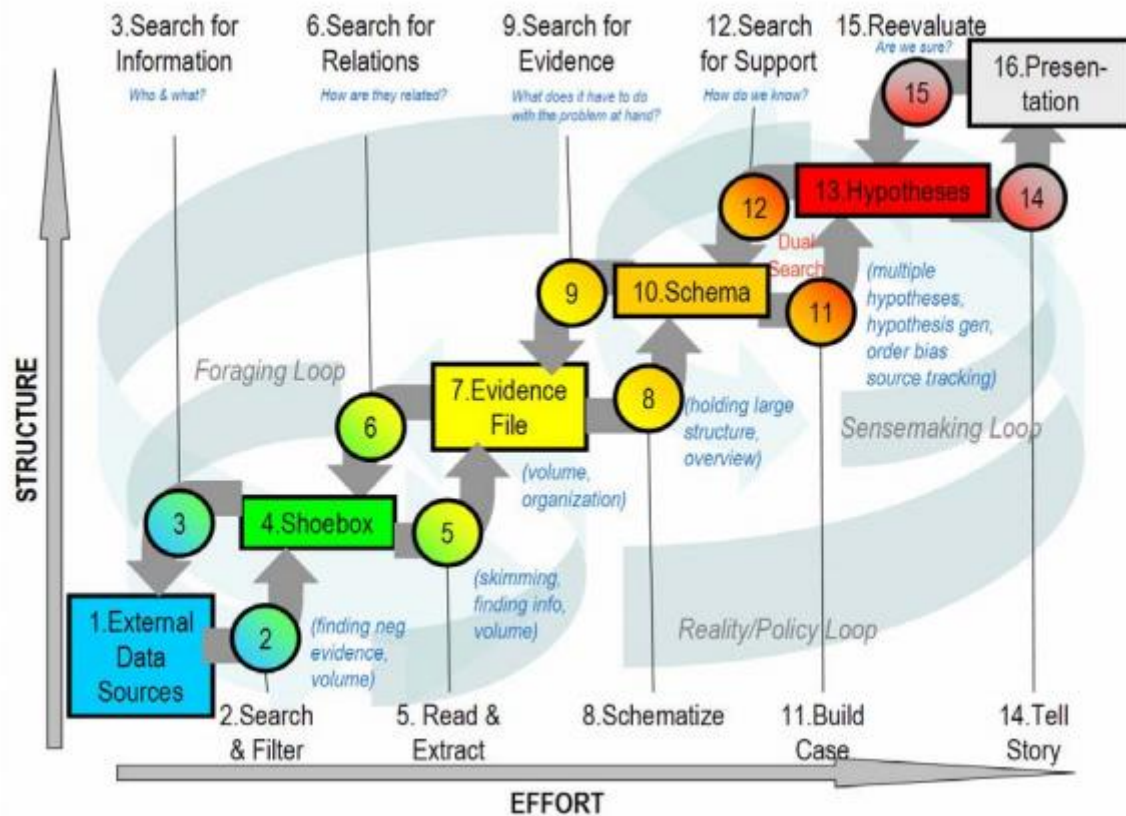 3.Search for
Information
Who & what?
6.Search for
Relations
How are they related?
9.Search for
Evidence
What does it have to do
with the problem at hand?
12.Search
for Support
How do we know?
15.Reevaluate
Are we sure?
16.Presen-
tation
15
13.Hypotheses
14
12
Dual
Search
(multiple
hypotheses,
hypothesis gen,
order bias
source tracking)
9
10.Schema
11
Foraging Loop
7.Evidence
File
8
(holding large
structure,
overview)
Sensemaking Loop
6
(volume,
organization)
3
4.Shoebox
5
(skimming,
finding info,
volume)
1.External
Data
Sources
2
(finding neg
evidence,
volume)
Reality/Policy Loop
2.Search
& Filter
5. Read &
Extract
8.Schematize
11.Build
Case
14.Tell
Story
STRUCTURE
EFFORT